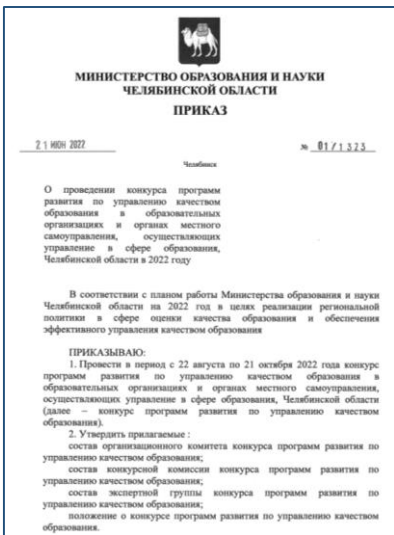 МИНИСТЕРСТВО ОБРАЗОВАНИЯ И НАУКИ
ЧЕЛЯБИНСКОЙ ОБЛАСТИ
ПРИКАЗ
21 ИЮН 2022 № 01/1323
Челябинск
О проведении конкурса программ
развития по управлению качеством
образования в образовательных
организациях и органах местного
самоуправления, осуществляющих
управление в сфере образования,
Челябинской области в 2022 году
В соответствии с планом работы Министерства образования и науки
Челябинской области на 2022 год в целях реализации региональной
политики в сфере оценки качества образования и обеспечения
эффективного управления качеством образования
ПРИКАЗЫВАЮ:
1. Провести в период с 22 августа по 21 октября 2022 года конкурс
программ развития по управлению качеством образования в
образовательных организациях и органах местного самоуправления,
осуществляющих управление в сфере образования, Челябинской области
(далее – конкурс программ развития по управлению качеством
образования).
2. Утвердить прилагаемые :
состав организационного комитета конкурса программ развития по
управлению качеством образования;
состав конкурсной комиссии конкурса программ развития по
управлению качеством образования;
состав экспертной группы конкурса программ развития по
управлению качеством образования;
положение о конкурсе программ развития по управлению качеством
образования.